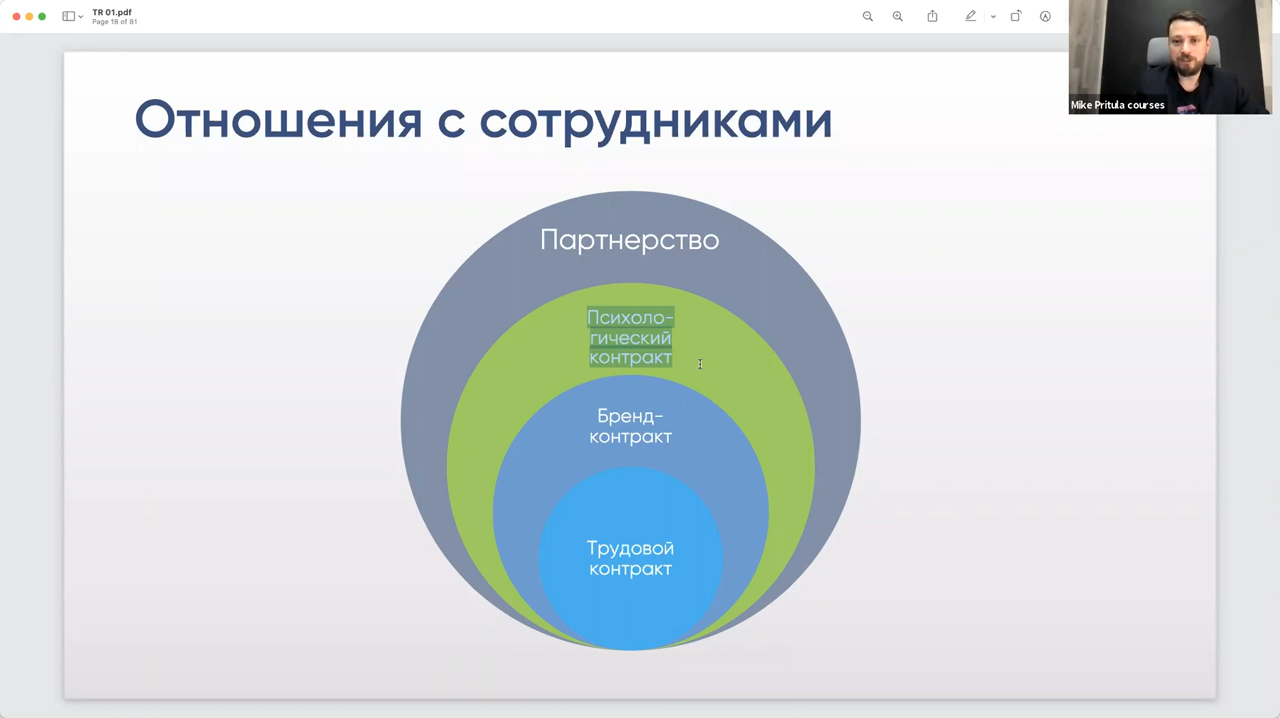 TR 01.pdf
Page 18 of 81
Mike Pritula courses
Отношения с сотрудниками
Партнерство
Психоло-
гический
контракт
Бренд-
контракт
Трудовой
контракт